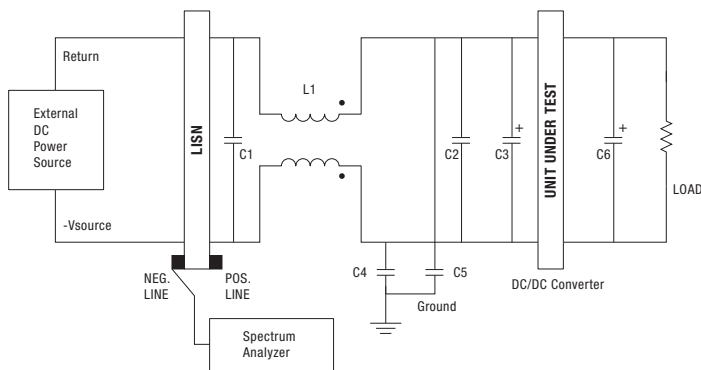 Return
External
DC
Power
Source
-Vsource
LISN
C1
L1
C2
C3
+
UNIT UNDER TEST
C6
+
LOAD
NEG.
LINE
POS.
LINE
C4
C5
Ground
DC/DC Converter
Spectrum
Analyzer